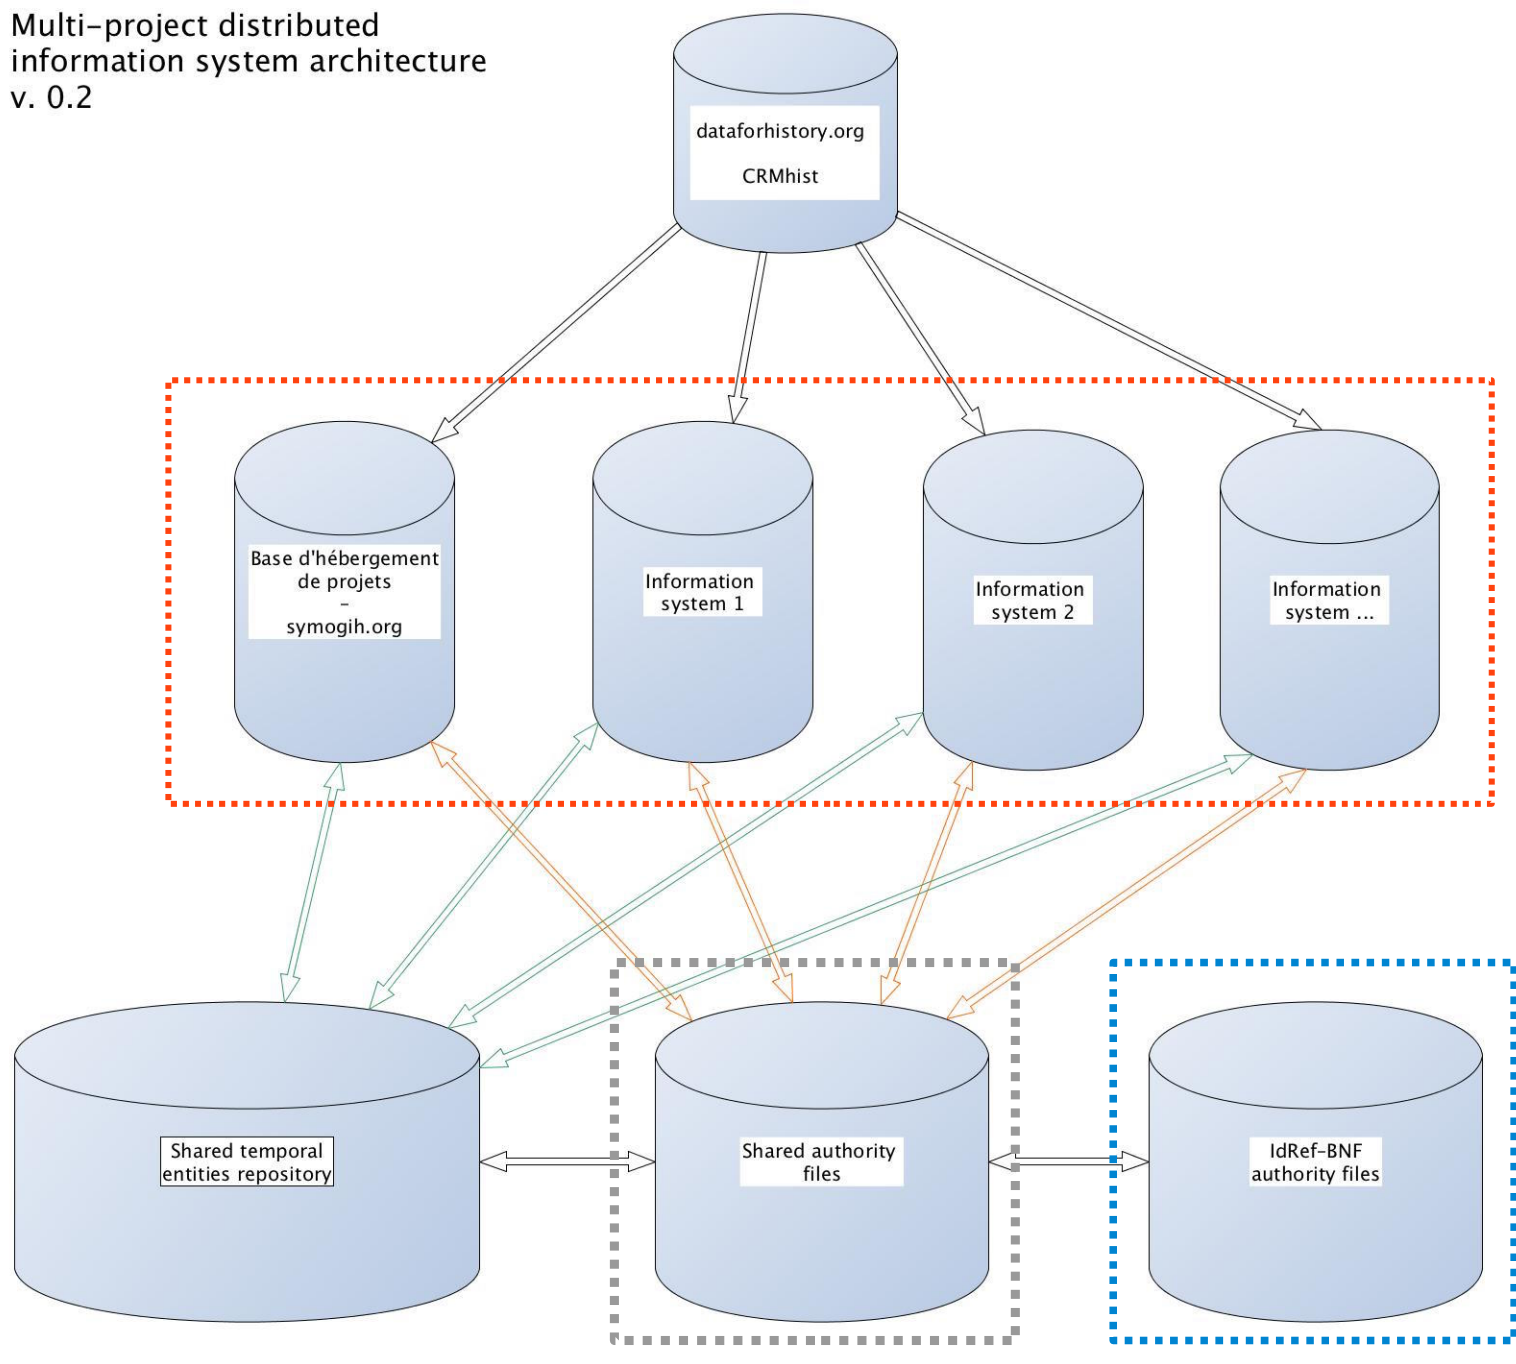 Multi-project distributed
information system architecture
v. 0.2
dataforhistory.org
CRMhist
Base d'hébergement
de projets
–
symogih.org
Information
system 1
Information
system 2
Information
system ...
Shared temporal
entities repository
Shared authority
files
IdRef-BNF
authority files